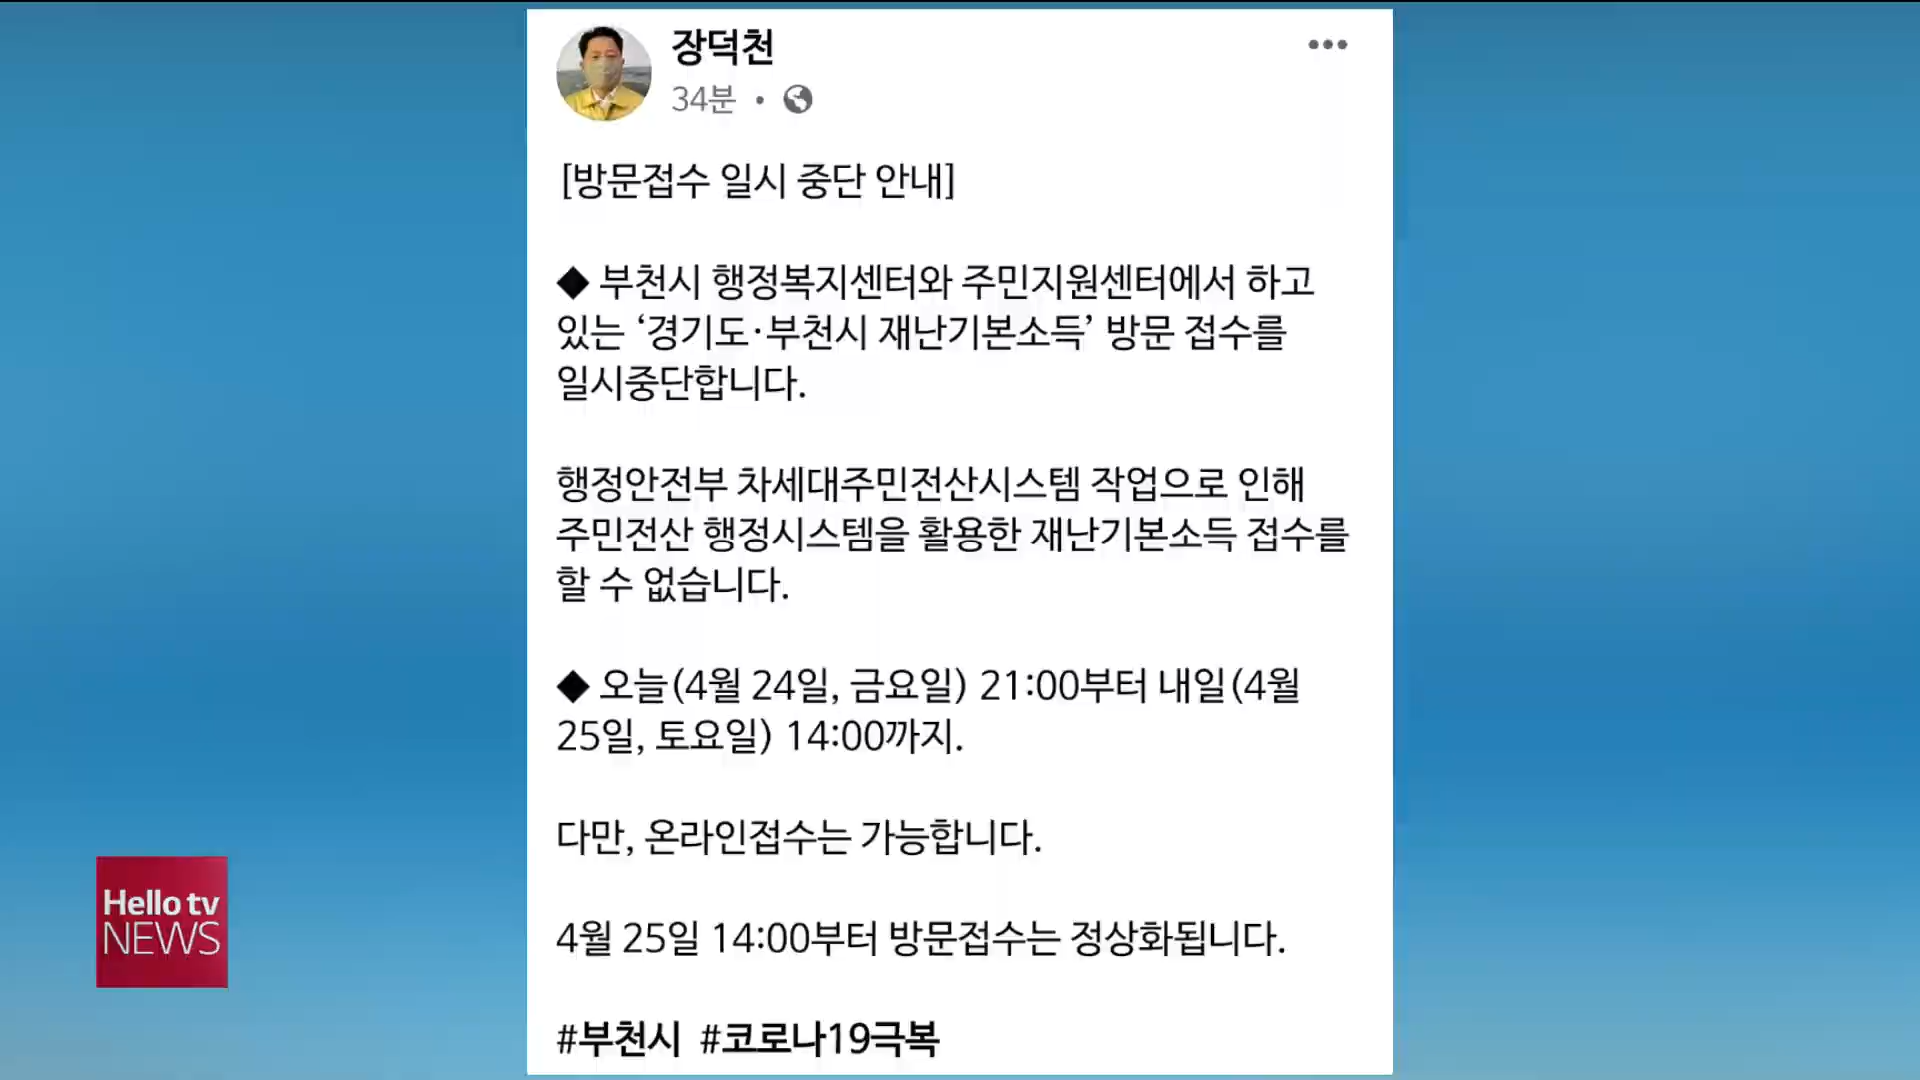 장덕천
34분 •
[방문접수 일시 중단 안내]
◆ 부천시 행정복지센터와 주민지원센터에서 하고
있는 ‘경기도·부천시 재난기본소득’ 방문 접수를
일시중단합니다.
행정안전부 차세대주민전산시스템 작업으로 인해
주민전산 행정시스템을 활용한 재난기본소득 접수를
할 수 없습니다.
◆ 오늘(4월 24일, 금요일) 21:00부터 내일(4월
25일, 토요일) 14:00까지.
다만, 온라인접수는 가능합니다.
4월 25일 14:00부터 방문접수는 정상화됩니다.
#부천시 #코로나19극복
Hello tv
NEWS